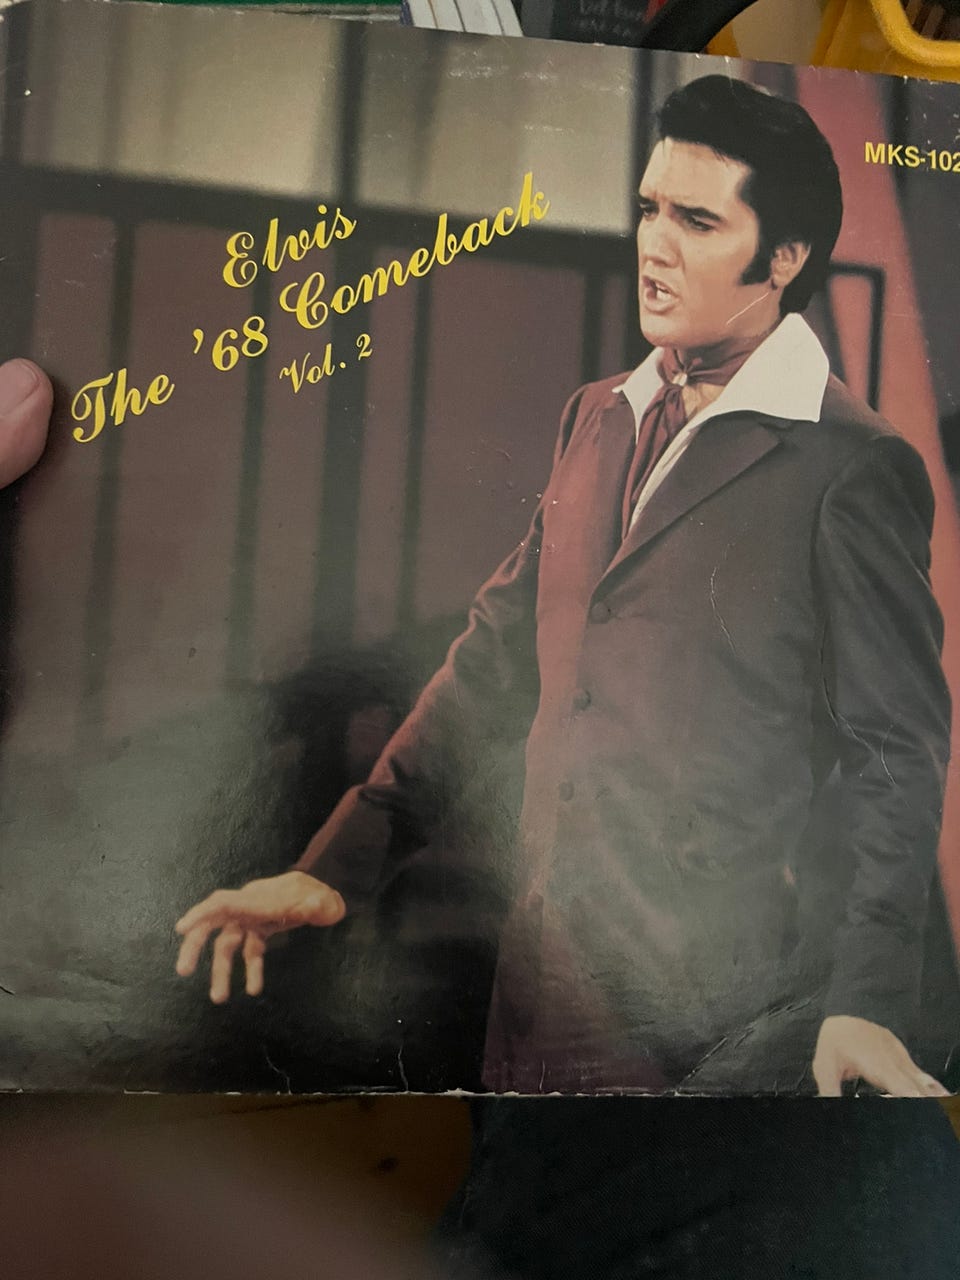 MKS-102
Elvis
The '68 Comeback
Vol. 2